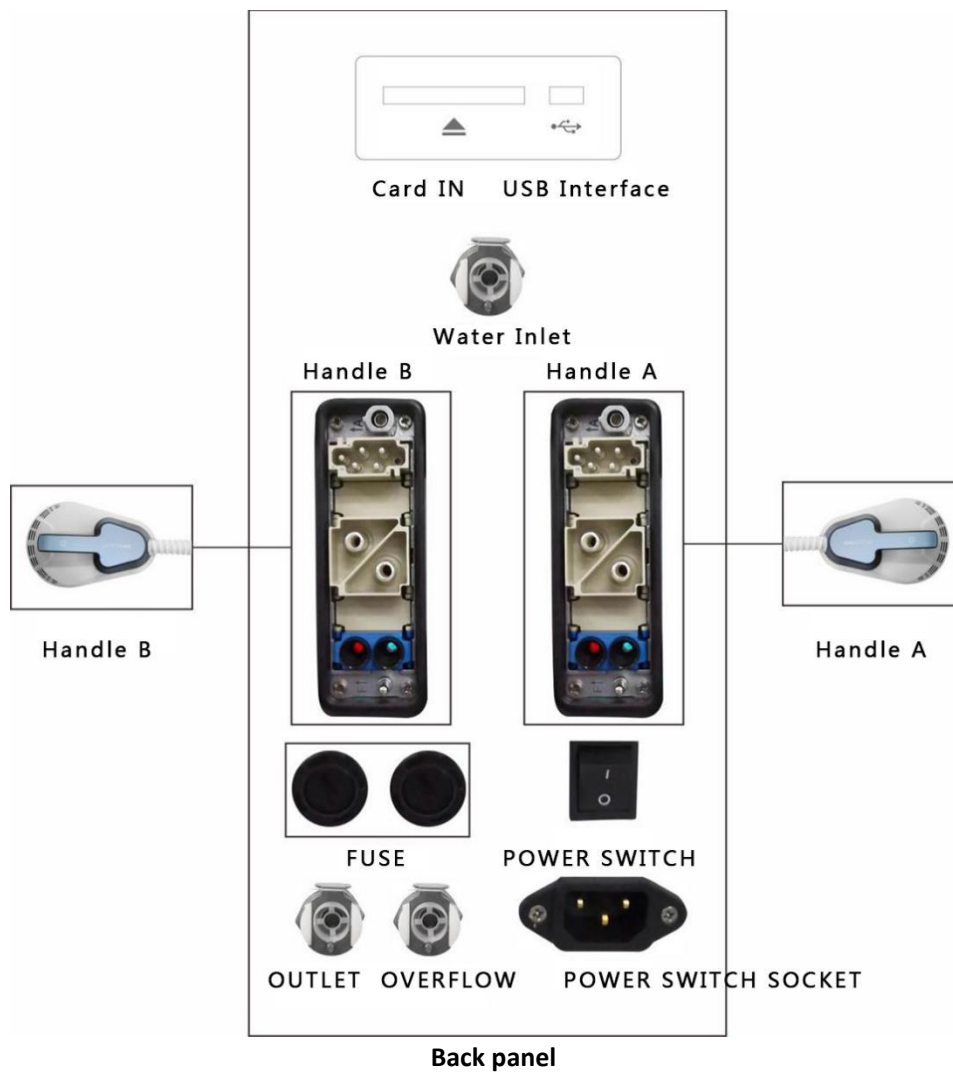 Card IN USB Interface
Water Inlet
Handle B Handle A
Handle B Handle A
I
O
FUSE POWER SWITCH
OUTLET OVERFLOW POWER SWITCH SOCKET
Back panel